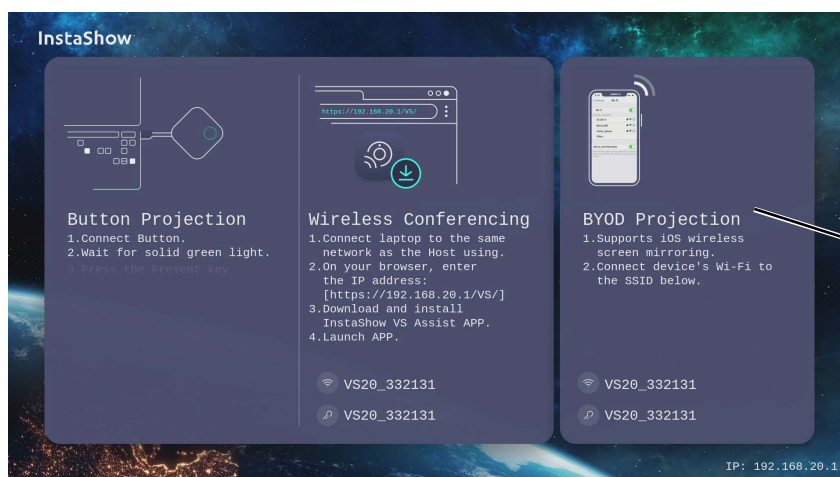 InstaShow
https://192.168.20.1/VS/
Button Projection
1.Connect Button.
2.Wait for solid green light.
3.Press the Present key
Wireless Conferencing
1.Connect laptop to the same
network as the Host using.
2.On your browser, enter
the IP address:
[https://192.168.20.1/VS/]
3.Download and install
InstaShow VS Assist APP.
4.Launch APP.
VS20_332131
VS20_332131
BYOD Projection
1.Supports iOS wireless
screen mirroring.
2.Connect device's Wi-Fi to
the SSID below.
VS20_332131
VS20_332131
IP: 192.168.20.1